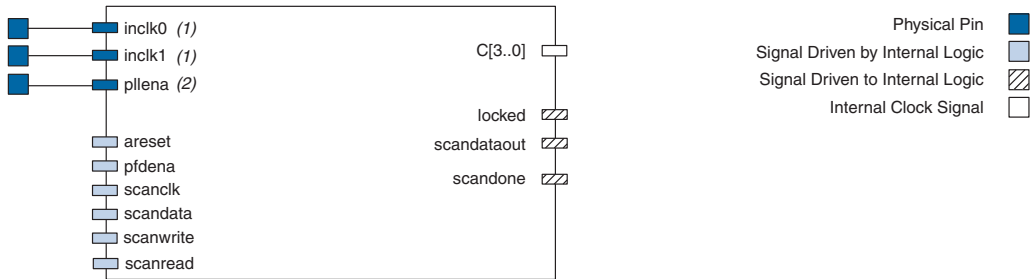 inclk0 (1)
inclk1 (1)
pllena (2)
areset
pfdena
scanclk
scandata
scanwrite
scanread
C[3..0]
locked
scandataout
scandone
Physical Pin
Signal Driven by Internal Logic
Signal Driven to Internal Logic
Internal Clock Signal